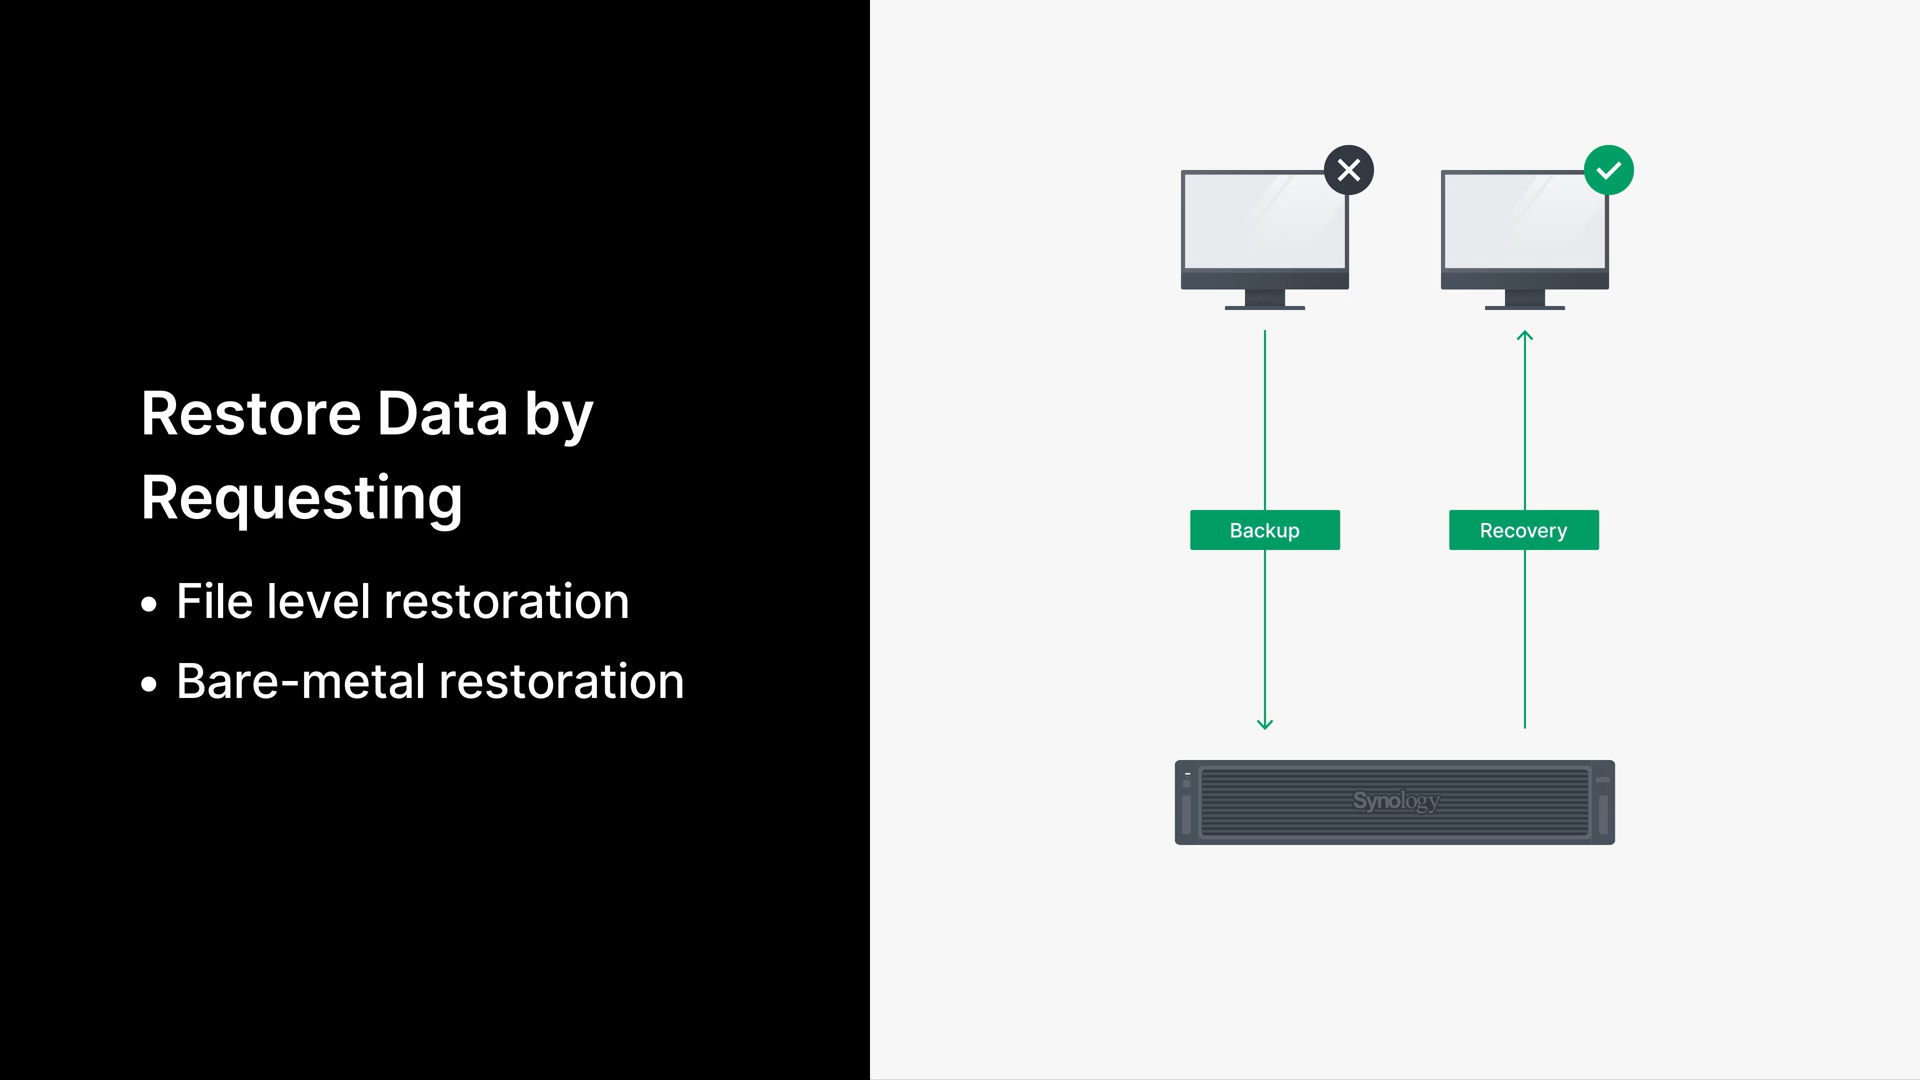 Restore Data by
Requesting
• File level restoration
• Bare-metal restoration
Backup
Recovery
Synology